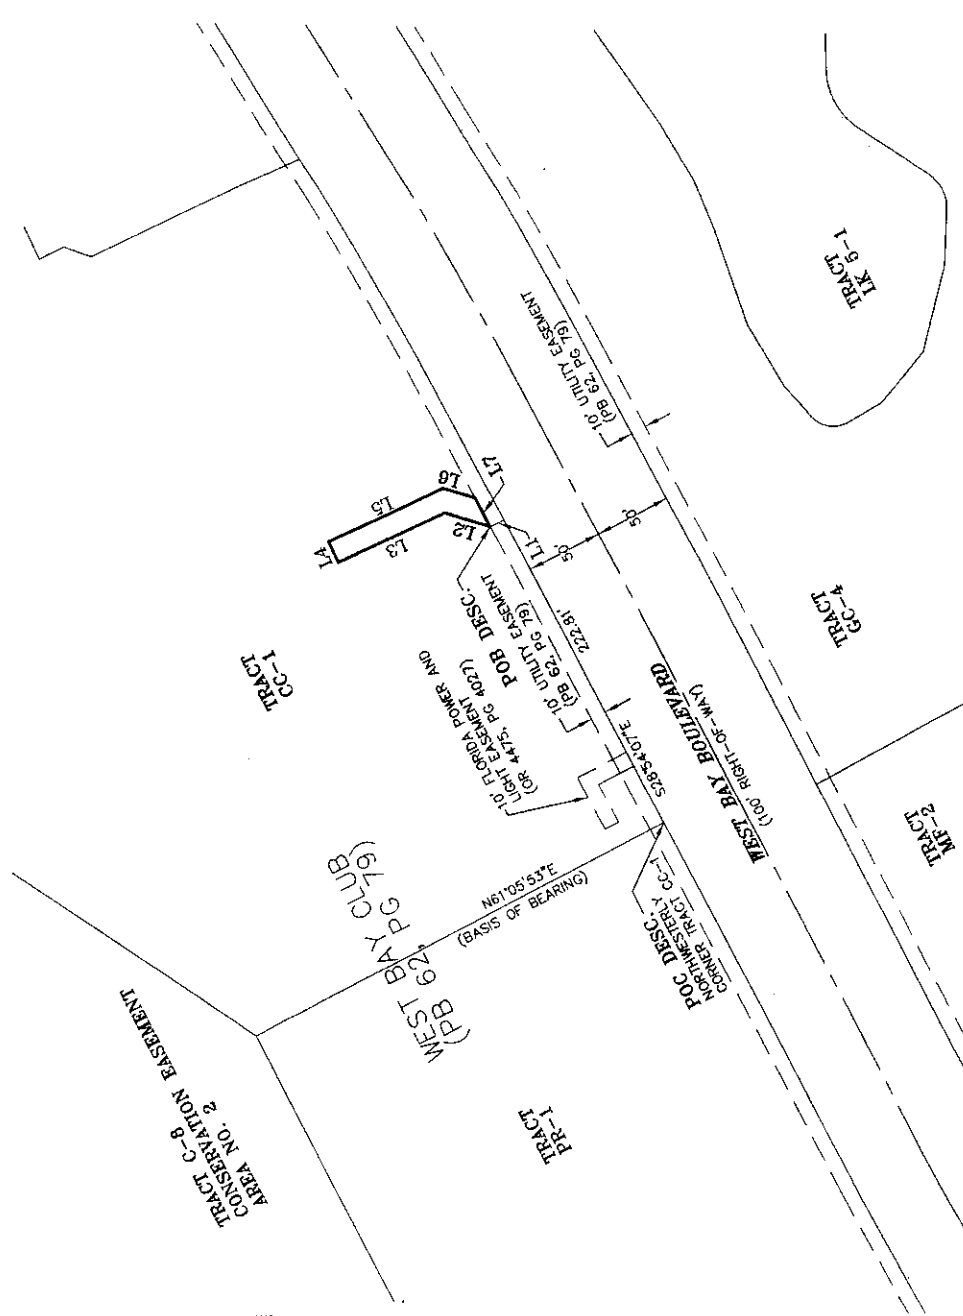 TRACT
LK 5-1
10' UTILITY EASEMENT
(PB 62, PG 79)
L4
L5
L3
L6
L2
L7
L1
50'
50'
TRACT
CC-1
POB DESC.
10' UTILITY EASEMENT
(PB 62, PG 79)
222.81'
10' FLORIDA POWER AND
LIGHT EASEMENT
(OR 4475, PG 4027)
S28°54'07"E
TRACT
GC-4
WEST BAY BOULEVARD
(100' RIGHT-OF-WAY)
TRACT
MF-2
WEST BAY CLUB
(PB 62, PG 79)
N61°05'53"E
(BASIS OF BEARING)
POC DESC.
NORTHWESTERLY
CORNER TRACT CC-1
TRACT C-8
CONSERVATION EASEMENT
AREA NO. 2
TRACT
PR-1